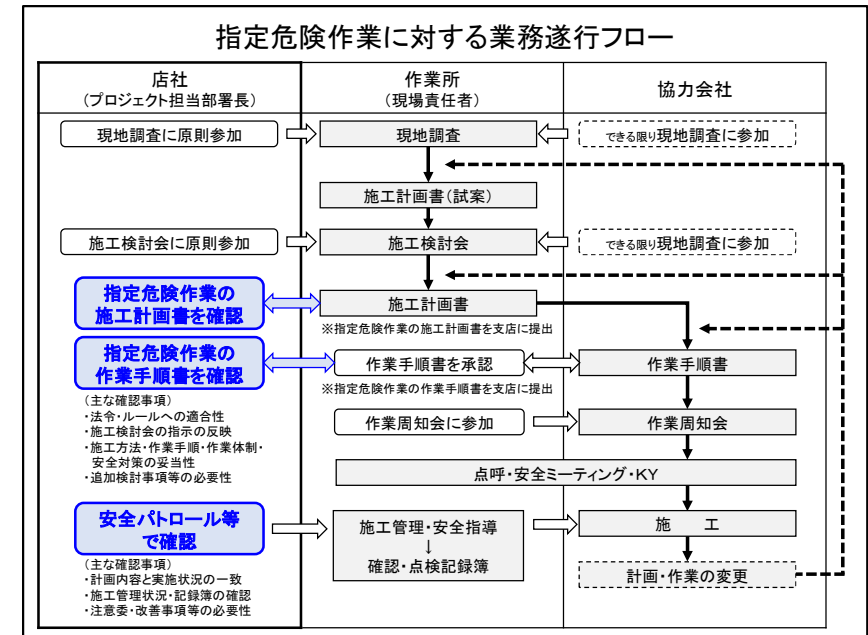 指定危険作業に対する業務遂行フロー
店社
(プロジェクト担当部署長)
作業所
(現場責任者)
協力会社
現地調査に原則参加
現地調査
できる限り現地調査に参加
施工計画書(試案)
施工検討会に原則参加
施工検討会
できる限り現地調査に参加
指定危険作業の
施工計画書を確認
施工計画書
※指定危険作業の施工計画書を支店に提出
指定危険作業の
作業手順書を確認
作業手順書を承認
作業手順書
※指定危険作業の作業手順書を支店に提出
(主な確認事項)
・法令・ルールへの適合性
・施工検討会の指示の反映
・施工方法・作業手順・作業体制・
安全対策の妥当性
・追加検討事項等の必要性
作業周知会に参加
作業周知会
点呼・安全ミーティング・KY
安全パトロール等
で確認
施工管理・安全指導
↓
確認・点検記録簿
施 工
(主な確認事項)
・計画内容と実施状況の一致
・施工管理状況・記録簿の確認
・注意委・改善事項等の必要性
計画・作業の変更